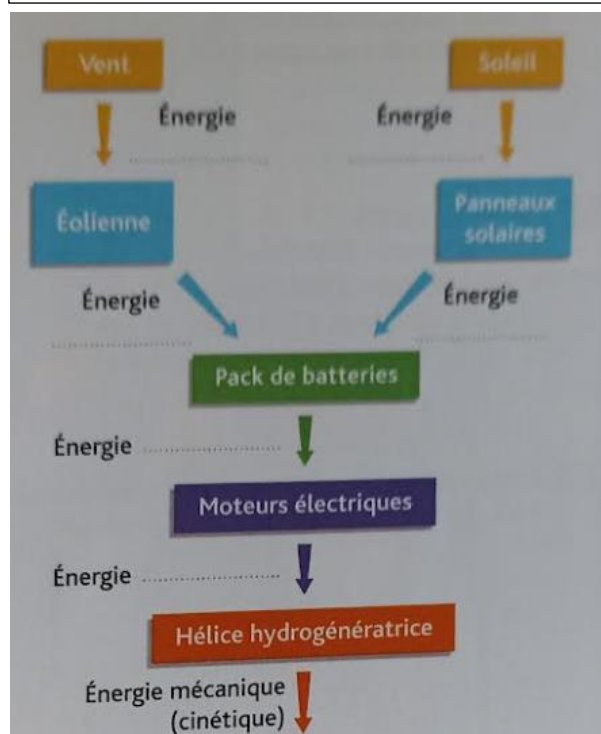 Vent
Soleil
Énergie
Énergie
Éolienne
Panneaux
solaires
Énergie
Énergie
Pack de batteries
Énergie
Moteurs électriques
Énergie
Hélice hydrogénératrice
Énergie mécanique
(cinétique)